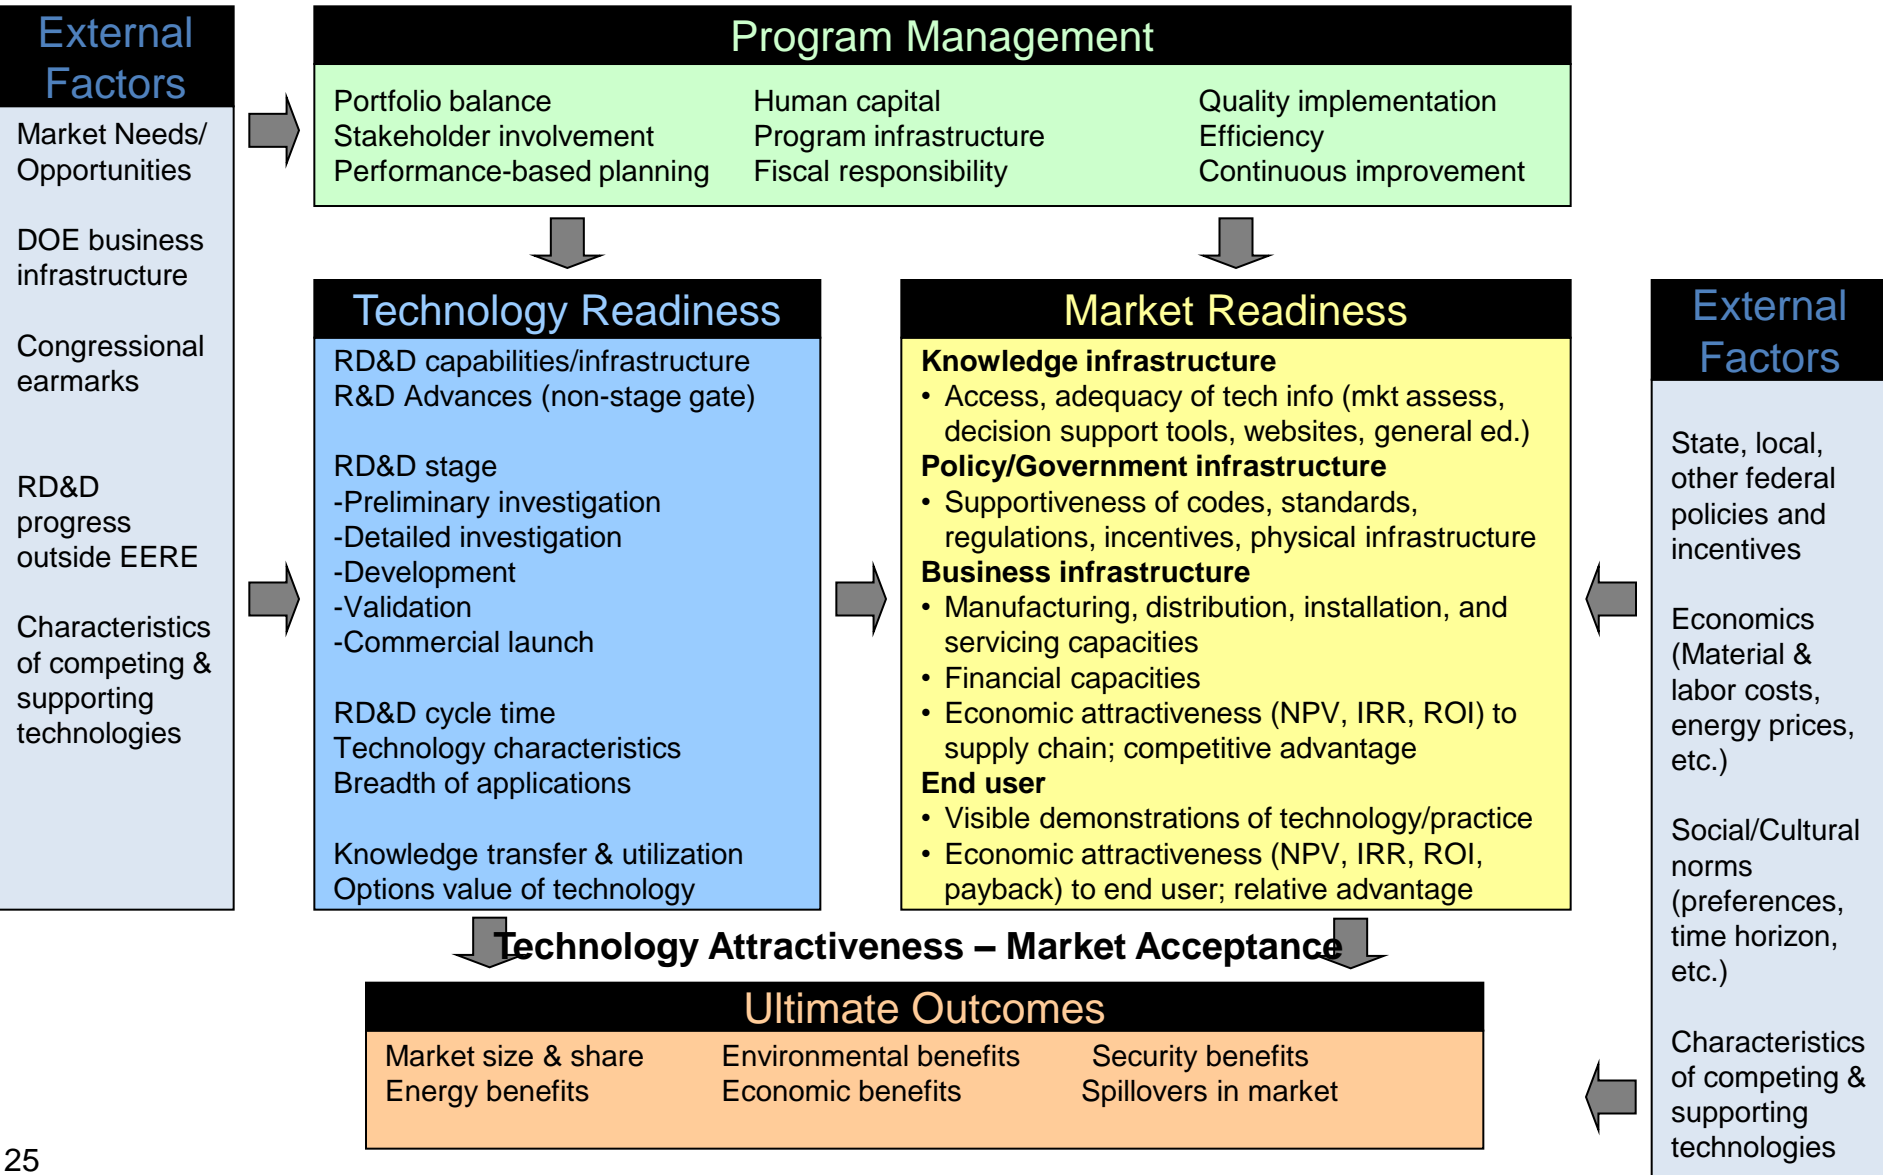 External
Factors
Market Needs/
Opportunities
DOE business
infrastructure
Congressional
earmarks
RD&D
progress
outside EERE
Characteristics
of competing &
supporting
technologies
Program Management
Portfolio balance
Stakeholder involvement
Performance-based planning
Human capital
Program infrastructure
Fiscal responsibility
Quality implementation
Efficiency
Continuous improvement
Technology Readiness
RD&D capabilities/infrastructure
R&D Advances (non-stage gate)
RD&D stage
-Preliminary investigation
-Detailed investigation
-Development
-Validation
-Commercial launch
RD&D cycle time
Technology characteristics
Breadth of applications
Knowledge transfer & utilization
Options value of technology
Market Readiness
Knowledge infrastructure
• Access, adequacy of tech info (mkt assess,
decision support tools, websites, general ed.)
Policy/Government infrastructure
• Supportiveness of codes, standards,
regulations, incentives, physical infrastructure
Business infrastructure
• Manufacturing, distribution, installation, and
servicing capacities
• Financial capacities
• Economic attractiveness (NPV, IRR, ROI) to
supply chain; competitive advantage
End user
• Visible demonstrations of technology/practice
• Economic attractiveness (NPV, IRR, ROI,
payback) to end user; relative advantage
External
Factors
State, local,
other federal
policies and
incentives
Economics
(Material &
labor costs,
energy prices,
etc.)
Social/Cultural
norms
(preferences,
time horizon,
etc.)
Characteristics
of competing &
supporting
technologies
Technology Attractiveness – Market Acceptance
Ultimate Outcomes
Market size & share
Energy benefits
Environmental benefits
Economic benefits
Security benefits
Spillovers in market
25